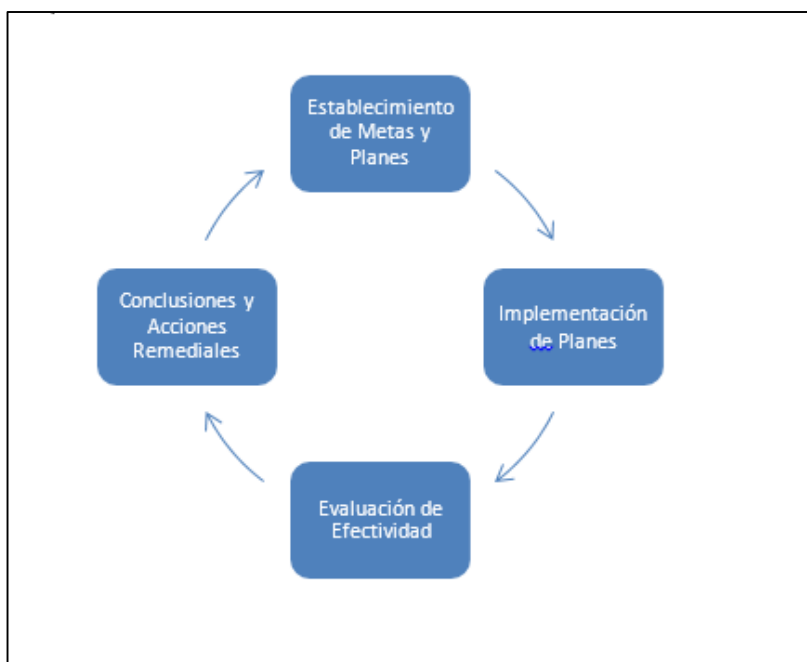 Establecimiento
de Metas y
Planes
Implementación
de Planes
Evaluación de
Efectividad
Conclusiones y
Acciones
Remediales